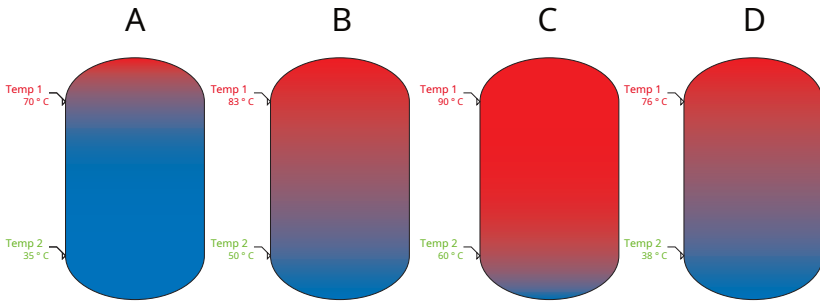 A B C D
Temp 1
70 ° C
Temp 1
83 ° C
Temp 1
90 ° C
Temp 1
76 ° C
Temp 2
35 ° C
Temp 2
50 ° C
Temp 2
60 ° C
Temp 2
38 ° C